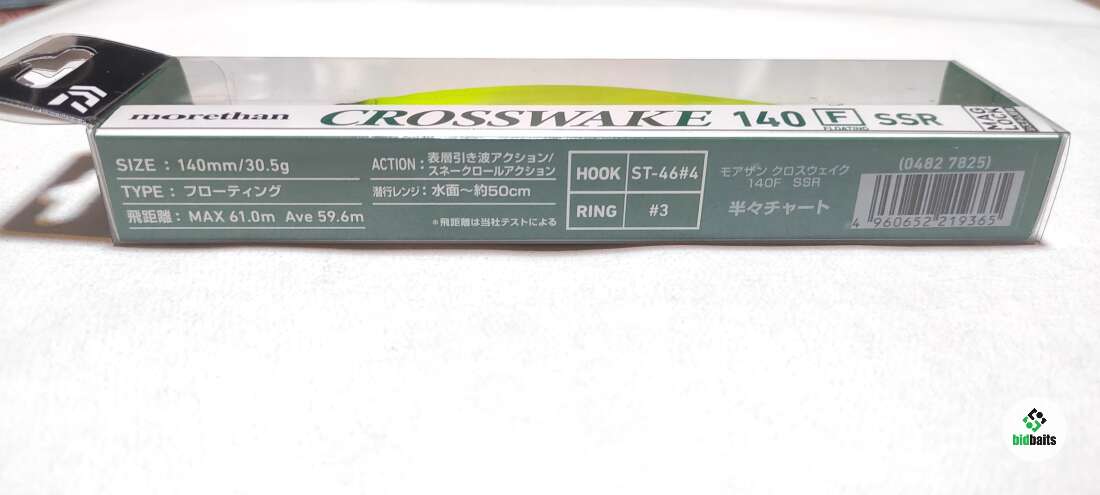 morethan CROSSWAKE 140 F SSR
FLOATING
MAG LOCK
SIZE : 140mm/30.5g
TYPE : フローティング
飛距離 : MAX 61.0m Ave 59.6m
ACTION : 表層引き波アクション/
スネークロールアクション
潜行レンジ : 水面〜約50cm
※飛距離は当社テストによる
HOOK ST-46#4
RING #3
モアザン クロスウェイク
140F SSR
半々チャート
(0482 7825)
4 960652 219365
bidbaits